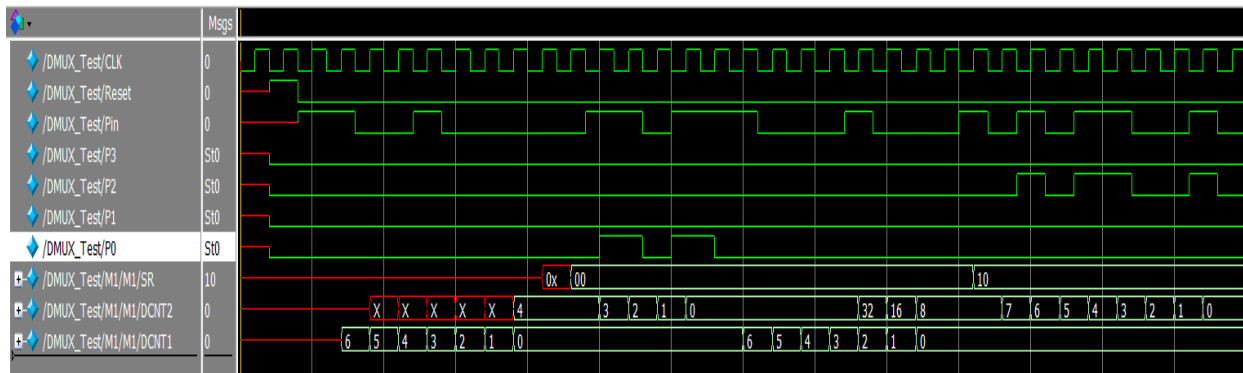 Msgs
/DMUX_Test/CLK 0
/DMUX_Test/Reset 0
/DMUX_Test/Pin 0
/DMUX_Test/P3 St0
/DMUX_Test/P2 St0
/DMUX_Test/P1 St0
/DMUX_Test/P0 St0
/DMUX_Test/M1/M1/SR 10 0x 00 10
/DMUX_Test/M1/M1/DCNT2 0 X X X X X 4 3 2 1 0 32 16 8 7 6 5 4 3 2 1 0
/DMUX_Test/M1/M1/DCNT1 0 6 5 4 3 2 1 0 6 5 4 3 2 1 0